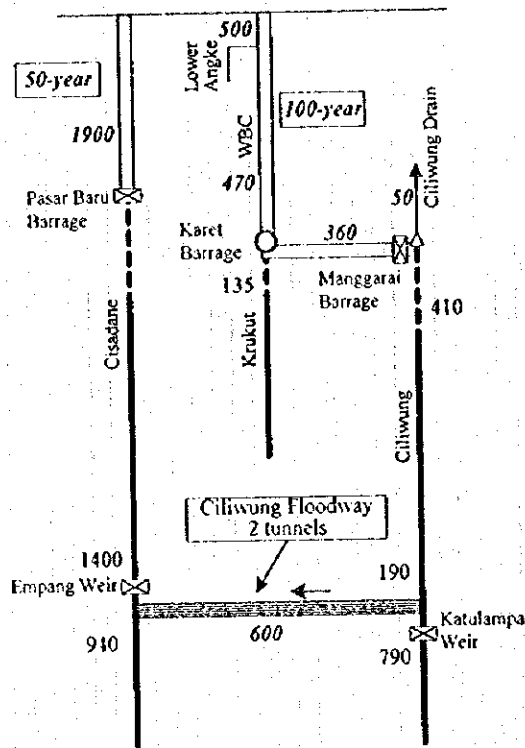 500
Lower
Angke
50-year
100-year
1900
WBC
470
Ciliwung Drain
50
Pasar Baru
Barrage
Karet
Barrage
360
Manggarai
Barrage
135
410
Cisadane
Krukut
Ciliwung
Ciliwung Floodway
2 tunnels
1400
190
Empang Weir
600
Katulampa
Weir
940
790